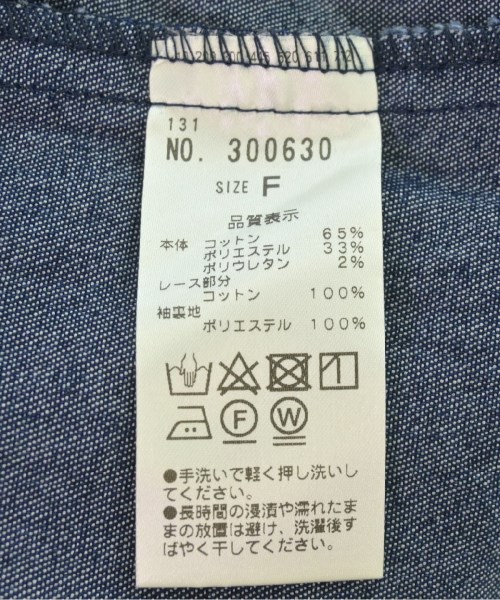 131
NO. 300630
SIZE F
品質表示
本体 コットン 65%
ポリエステル 33%
ポリウレタン 2%
レース部分
コットン 100%
袖裏地
ポリエステル 100%
F W
●手洗いで軽く押し洗いし
てください。
●長時間の浸漬や濡れたま
まの放置は避け、洗濯後す
ばやく干してください。